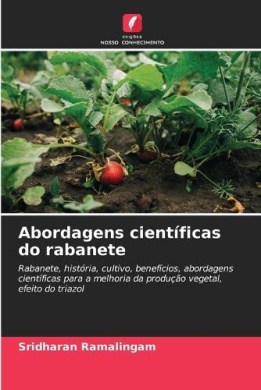 edições
NOSSO CONHECIMENTO
Abordagens científicas
do rabanete
Rabanete, história, cultivo, benefícios, abordagens
científicas para a melhoria da produção vegetal,
efeito do triazol
Sridharan Ramalingam